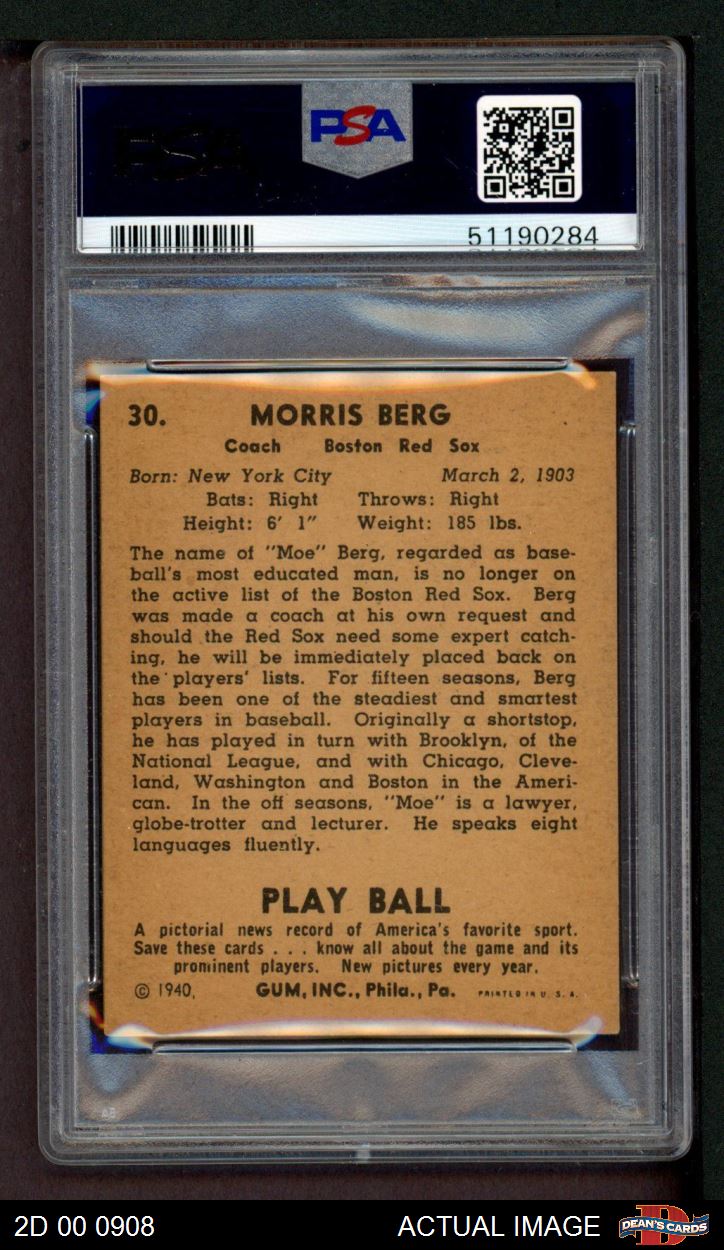 PSA
51190284
30. MORRIS BERG
Coach Boston Red Sox
Born: New York City March 2, 1903
Bats: Right Throws: Right
Height: 6' 1" Weight: 185 lbs.
The name of "Moe" Berg, regarded as base-
ball's most educated man, is no longer on
the active list of the Boston Red Sox. Berg
was made a coach at his own request and
should the Red Sox need some expert catch-
ing, he will be immediately placed back on
the players' lists. For fifteen seasons, Berg
has been one of the steadiest and smartest
players in baseball. Originally a shortstop,
he has played in turn with Brooklyn, of the
National League, and with Chicago, Cleve-
land, Washington and Boston in the Ameri-
can. In the off seasons, "Moe" is a lawyer,
globe-trotter and lecturer. He speaks eight
languages fluently.
PLAY BALL
A pictorial news record of America's favorite sport.
Save these cards . . . know all about the game and its
prominent players. New pictures every year.
© 1940, GUM, INC., Phila., Pa. PRINTED IN U. S. A.
2D 00 0908 ACTUAL IMAGE DEAN'S CARDS